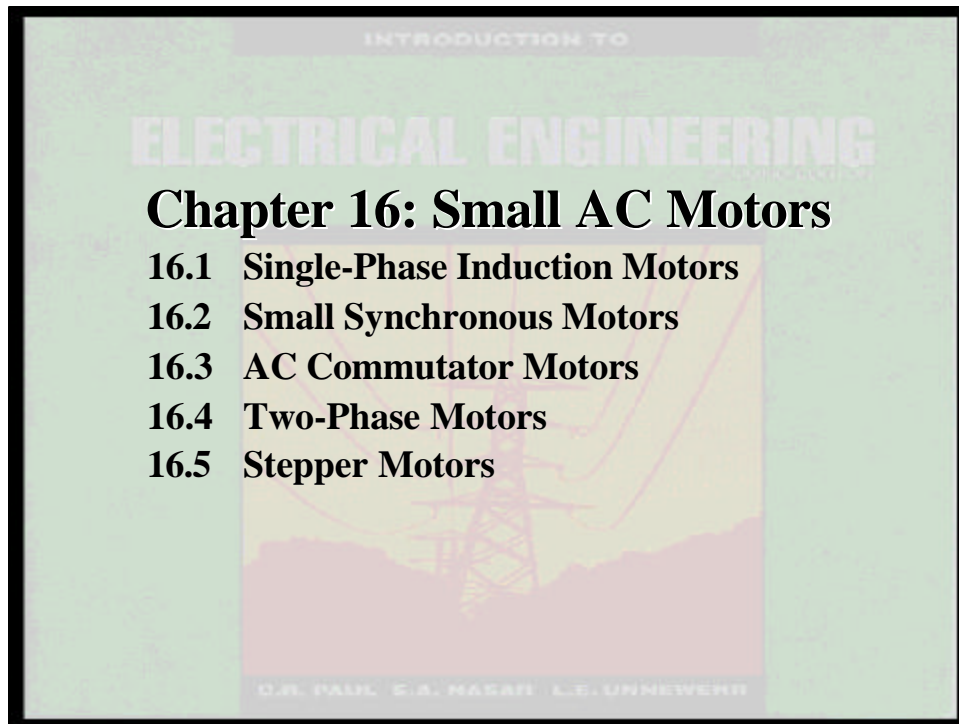 INTRODUCTION TO
ELECTRICAL ENGINEERING
Chapter 16: Small AC Motors
16.1 Single-Phase Induction Motors
16.2 Small Synchronous Motors
16.3 AC Commutator Motors
16.4 Two-Phase Motors
16.5 Stepper Motors
PAUL S.A. NASAR L.E. UNNEWEHR